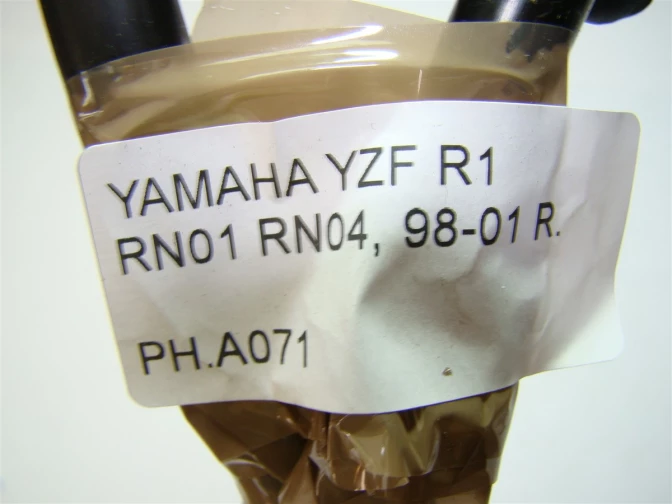 YAMAHA YZF R1
RN01 RN04, 98-01 R.
PH.A071